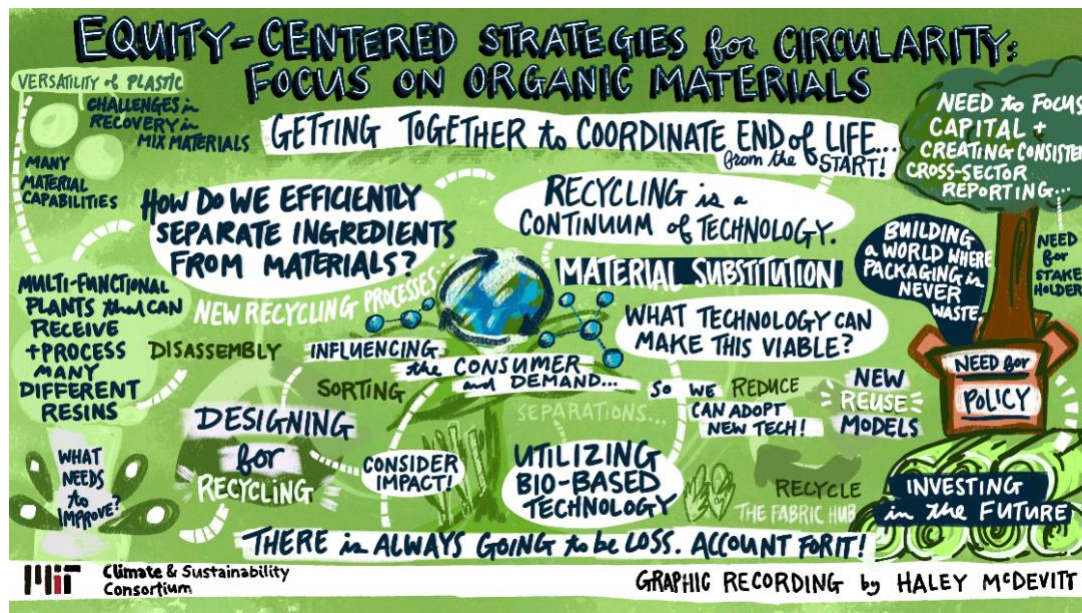 EQUITY-CENTERED STRATEGIES for CIRCULARITY:
FOCUS ON ORGANIC MATERIALS
VERSATILITY of PLASTIC
CHALLENGES in
RECOVERY in
MIX MATERIALS
MANY
MATERIAL
CAPABILITIES
GETTING TOGETHER to COORDINATE END of LIFE...
from the START!
NEED to FOCUS
CAPITAL +
CREATING CONSISTE
CROSS-SECTOR
REPORTING...
HOW DO WE EFFICIENTLY
SEPARATE INGREDIENTS
FROM MATERIALS?
RECYCLING is a
CONTINUUM of TECHNOLOGY.
BUILDING
a WORLD WHERE
PACKAGING is
NEVER
WASTE.
NEED
for
STAKE
HOLDER
MULTI-FUNCTIONAL
PLANTS that CAN
RECEIVE
+ PROCESS
MANY
DIFFERENT
RESINS
NEW RECYCLING PROCESSES...
MATERIAL SUBSTITUTION
WHAT TECHNOLOGY CAN
MAKE THIS VIABLE?
DISASSEMBLY
INFLUENCING
the CONSUMER
and DEMAND...
SORTING
SEPARATIONS...
SO WE
CAN ADOPT
NEW TECH!
REDUCE
NEW
REUSE
MODELS
NEED for
POLICY
DESIGNING
for
RECYCLING
WHAT
NEEDS
to
IMPROVE?
CONSIDER
IMPACT!
UTILIZING
BIO-BASED
TECHNOLOGY
RECYCLE
THE FABRIC HUB
INVESTING
in the FUTURE
THERE is ALWAYS GOING to be LOSS. ACCOUNT FOR IT!
MIT Climate & Sustainability
Consortium
GRAPHIC RECORDING by HALEY McDEVITT